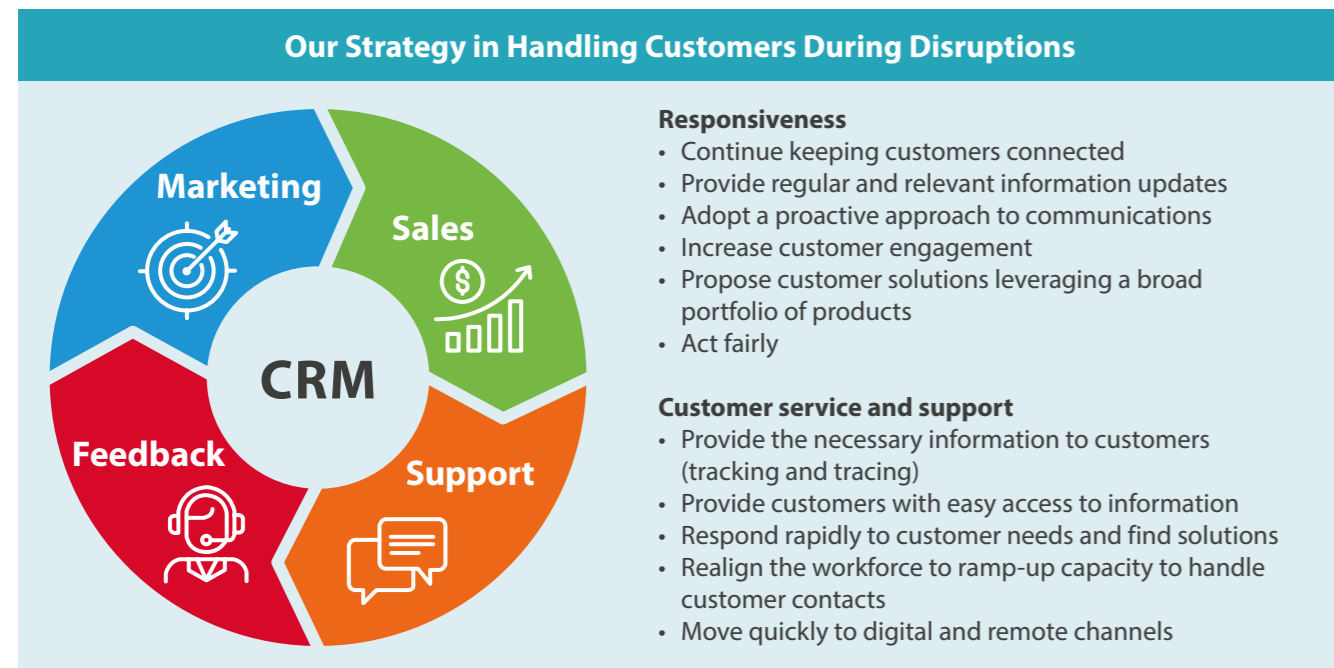 Our Strategy in Handling Customers During Disruptions
Marketing
Sales
CRM
Feedback
Support
$
Responsiveness
• Continue keeping customers connected
• Provide regular and relevant information updates
• Adopt a proactive approach to communications
• Increase customer engagement
• Propose customer solutions leveraging a broad
portfolio of products
• Act fairly
Customer service and support
• Provide the necessary information to customers
(tracking and tracing)
• Provide customers with easy access to information
• Respond rapidly to customer needs and find solutions
• Realign the workforce to ramp-up capacity to handle
customer contacts
• Move quickly to digital and remote channels